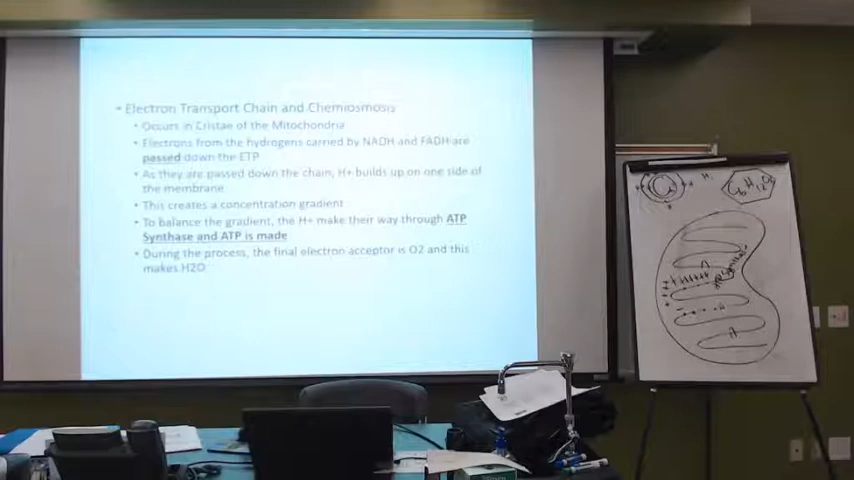 • Electron Transport Chain and Chemiosmosis
• Occurs in Cristae of the Mitochondria
• Electrons from the hydrogens carried by NADH and FADH are
passed down the ETP
• As they are passed down the chain, H+ builds up on one side of
the membrane
• This creates a concentration gradient
• To balance the gradient, the H+ make their way through ATP
Synthase and ATP is made
• During the process, the final electron acceptor is O2 and this
makes H2O
C6H12O
ATP
H